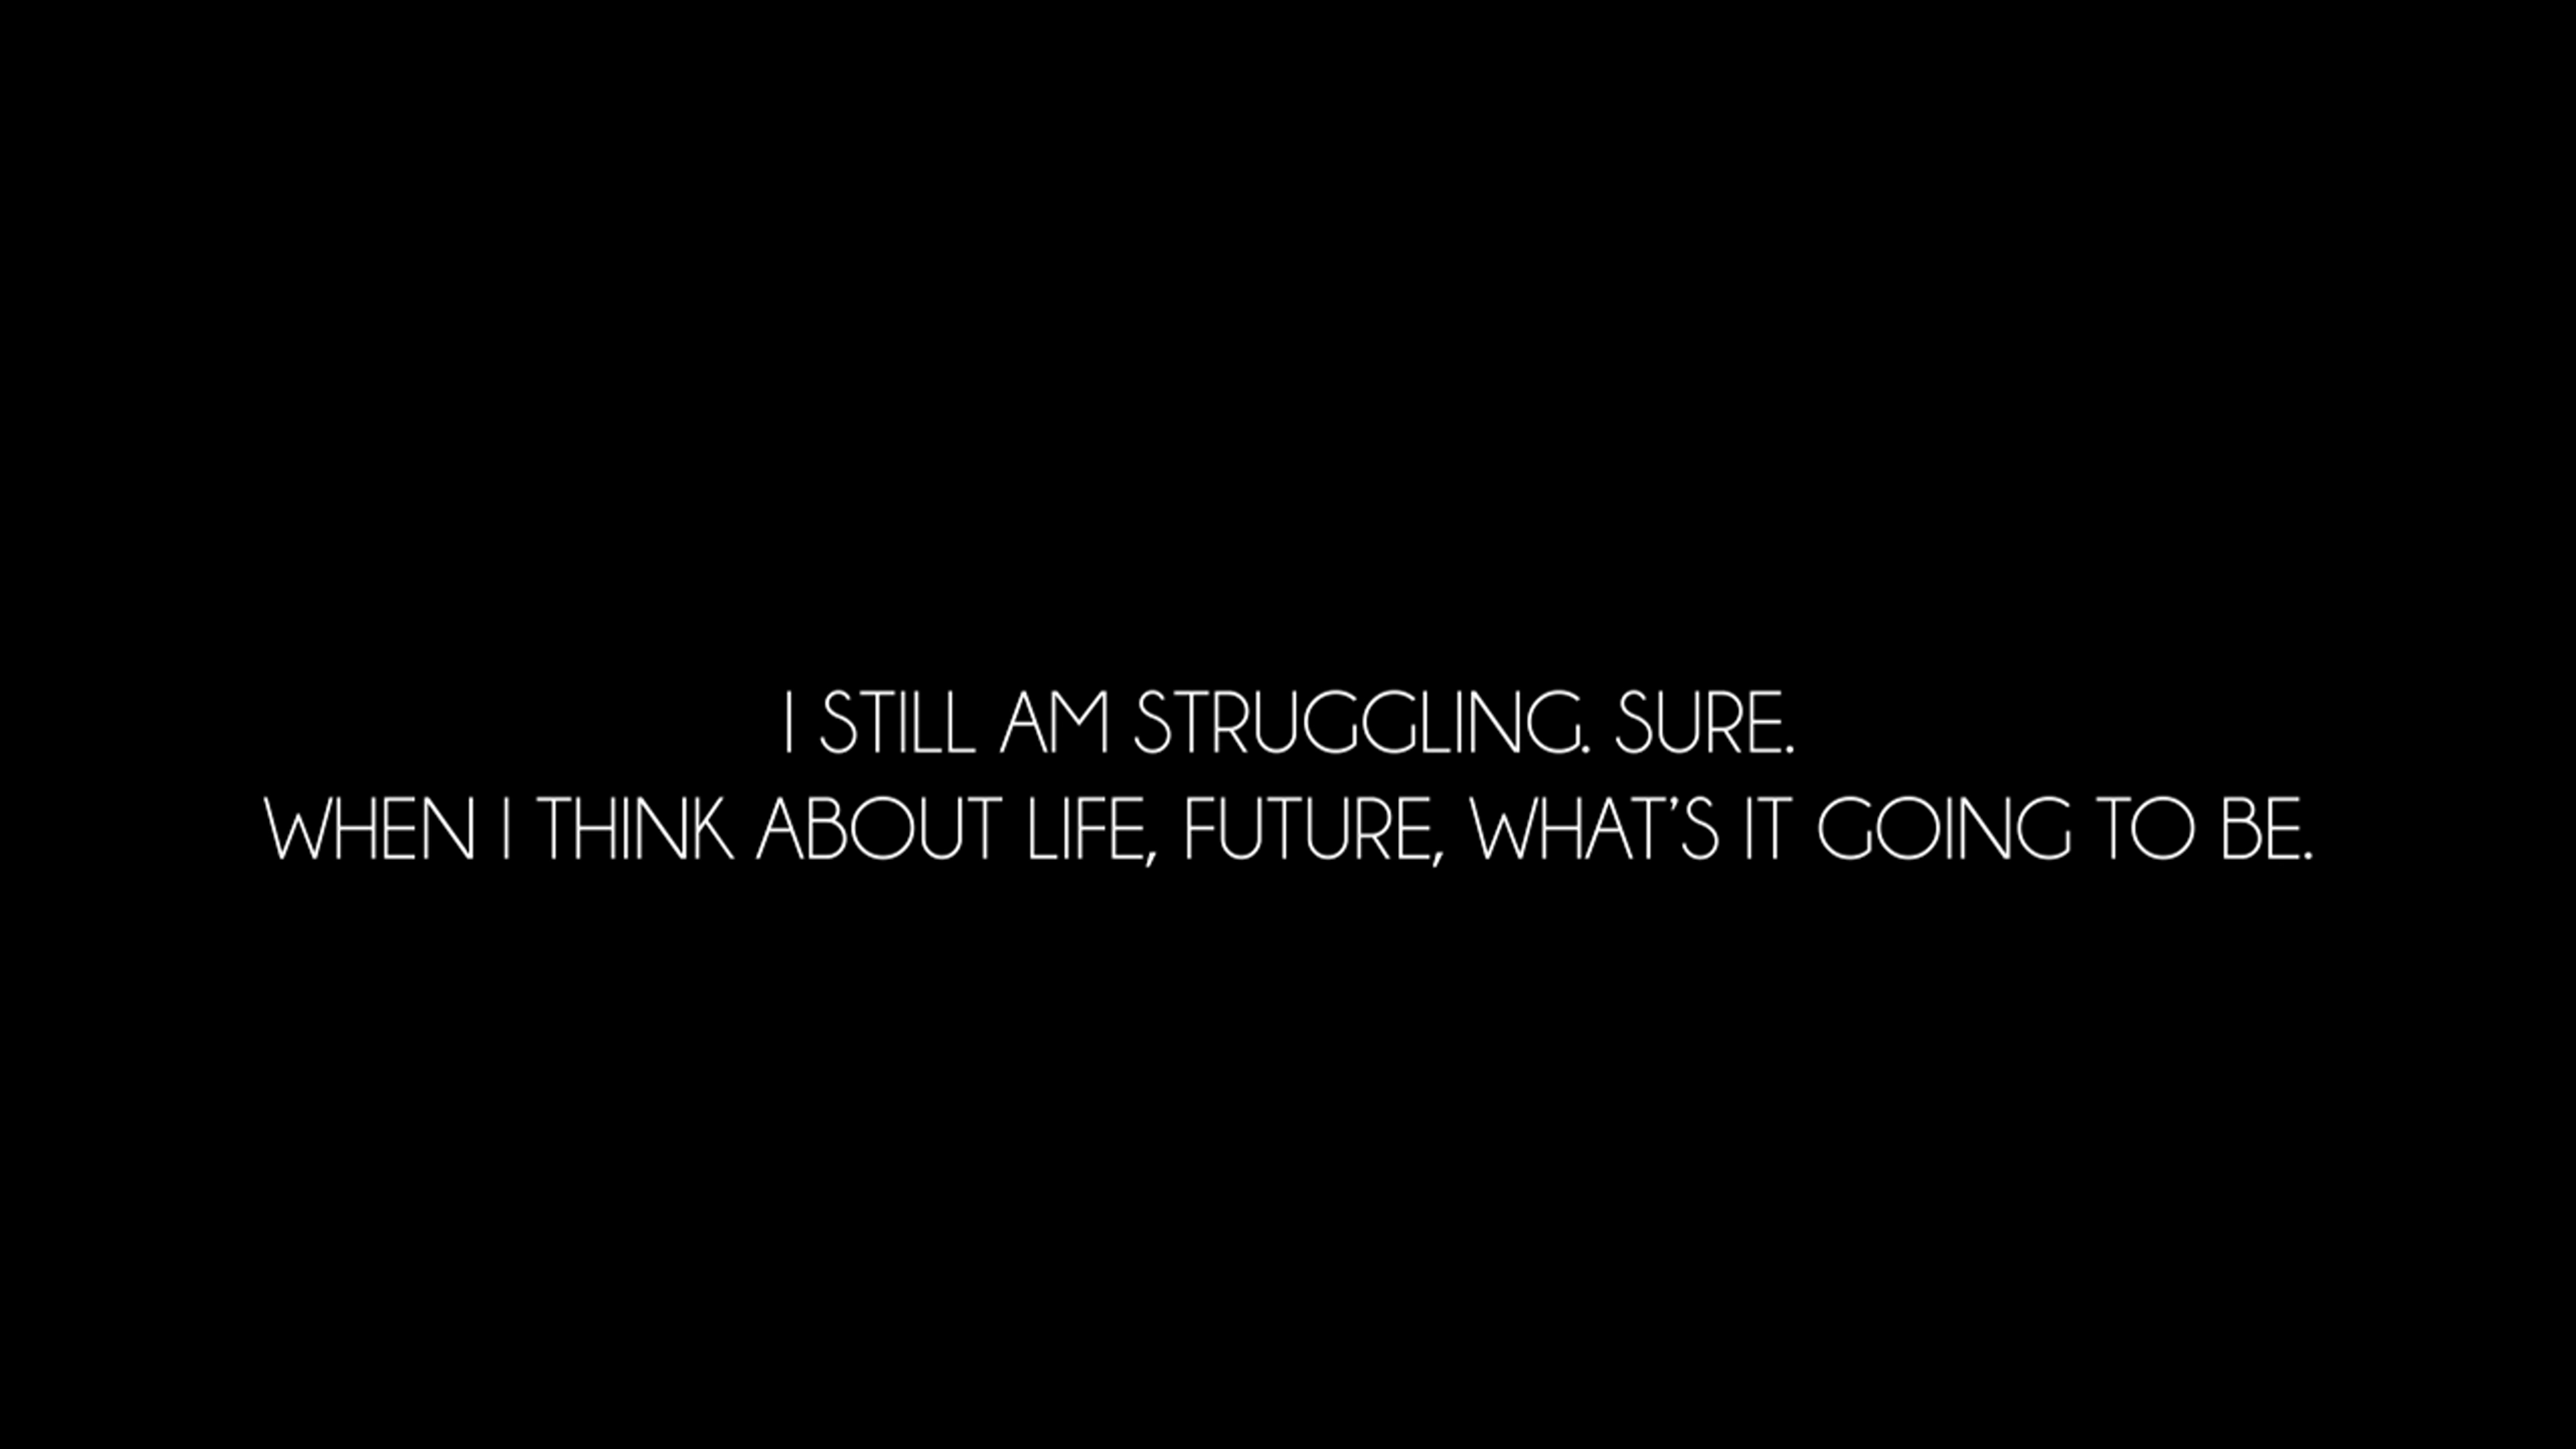 I STILL AM STRUGGLING. SURE.
WHEN I THINK ABOUT LIFE, FUTURE, WHAT'S IT GOING TO BE.